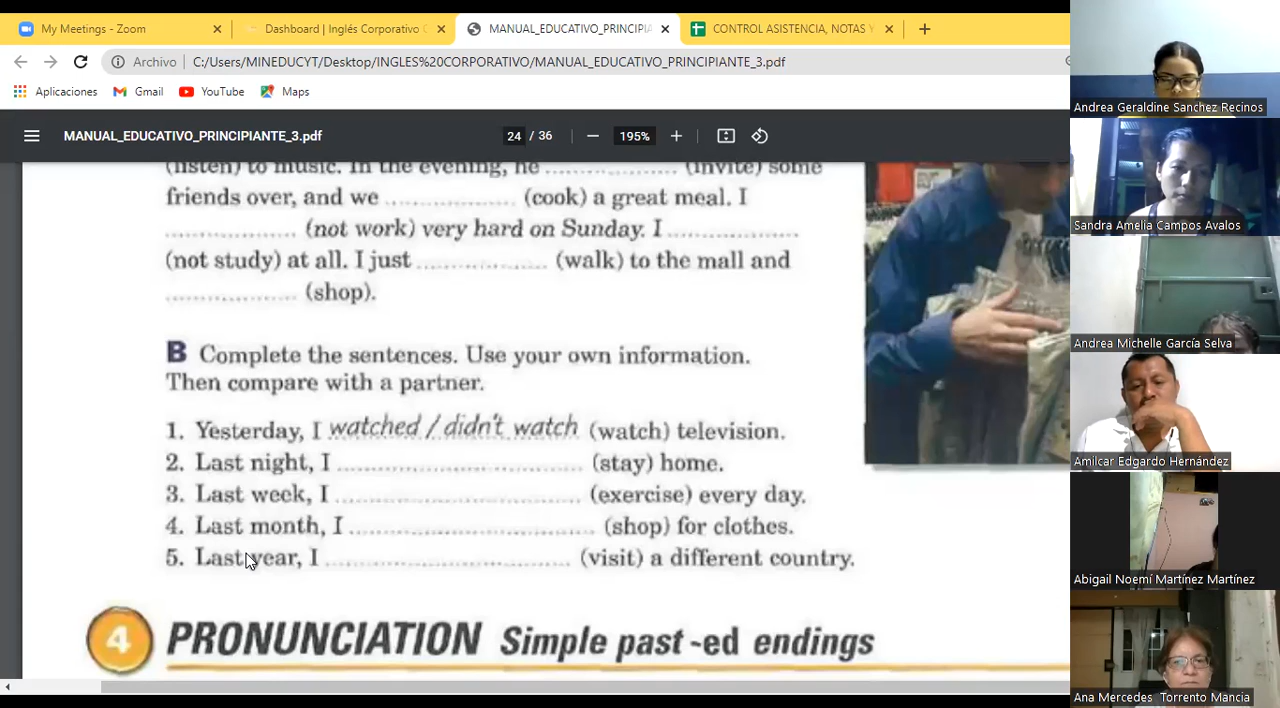 My Meetings - Zoom
Dashboard | Inglés Corporativo
MANUAL_EDUCATIVO_PRINCIPIA
CONTROL ASISTENCIA, NOTAS Y
Archivo C:/Users/MINEDUCYT/Desktop/INGLES%20CORPORATIVO/MANUAL_EDUCATIVO_PRINCIPIANTE_3.pdf
Aplicaciones Gmail YouTube Maps
MANUAL_EDUCATIVO_PRINCIPIANTE_3.pdf 24 / 36 195%
(listen) to music. In the evening, he ............... (invite) some
friends over, and we ............... (cook) a great meal. I
............... (not work) very hard on Sunday. I ...............
(not study) at all. I just ............... (walk) to the mall and
............... (shop).
B Complete the sentences. Use your own information.
Then compare with a partner.
1. Yesterday, I watched / didn't watch (watch) television.
2. Last night, I ............... (stay) home.
3. Last week, I ............... (exercise) every day.
4. Last month, I ............... (shop) for clothes.
5. Last year, I ............... (visit) a different country.
4 PRONUNCIATION Simple past -ed endings
Andrea Geraldine Sanchez Recinos
Sandra Amelia Campos Avalos
Andrea Michelle García Selva
Amilcar Edgardo Hernández
Abigail Noemí Martínez Martínez
Ana Mercedes Torrento Mancia